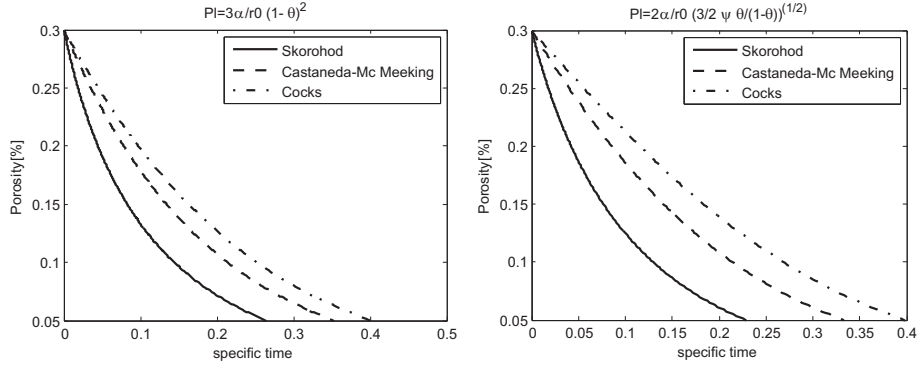 Pl=3α/r0 (1- θ)²
0.3
0.25
0.2
0.15
0.1
0.05
Porosity[%]
0
0.1
0.2
0.3
0.4
0.5
specific time
Skorohod
Castaneda-Mc Meeking
Cocks
Pl=2α/r0 (3/2 ψ θ/(1-θ))^(1/2)
0.3
0.25
0.2
0.15
0.1
0.05
Porosity[%]
0
0.05
0.1
0.15
0.2
0.25
0.3
0.35
0.4
specific time
Skorohod
Castaneda-Mc Meeking
Cocks